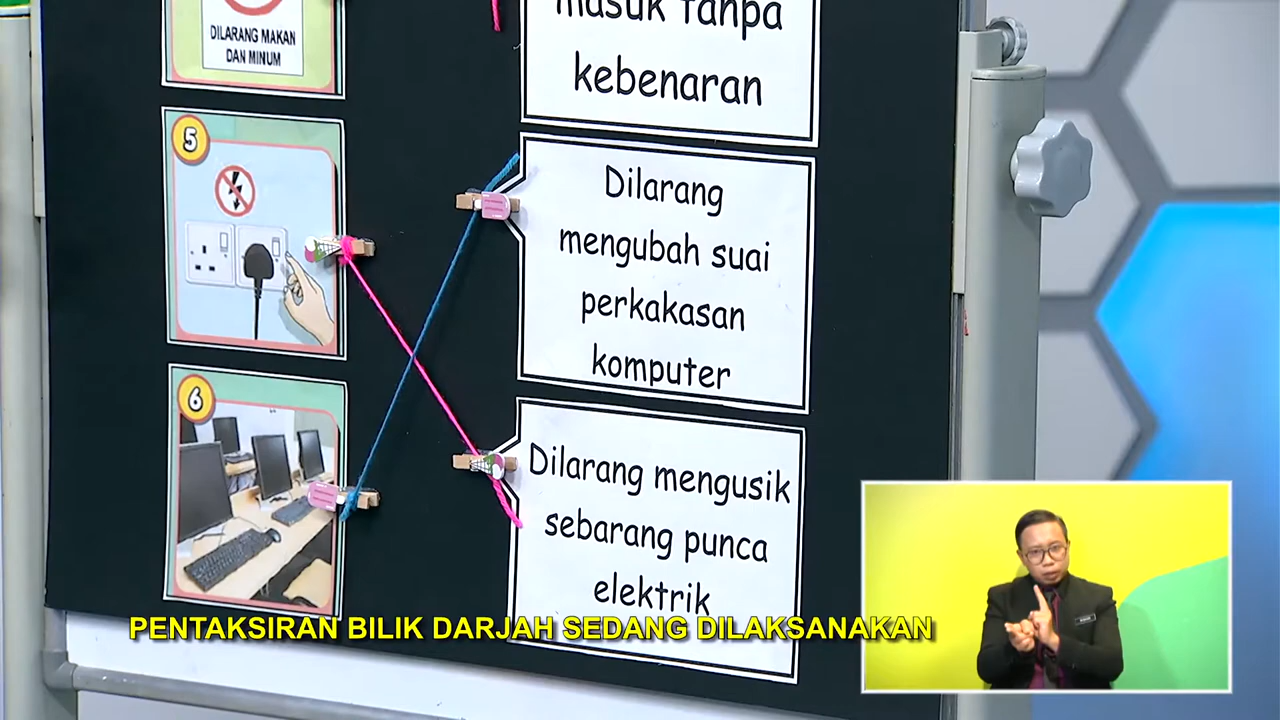 DILARANG MAKAN
DAN MINUM
masuk tanpa
kebenaran
5
Dilarang
mengubah suai
perkakasan
komputer
6
Dilarang mengusik
sebarang punca
elektrik
PENTAKSIRAN BILIK DARJAH SEDANG DILAKSANAKAN